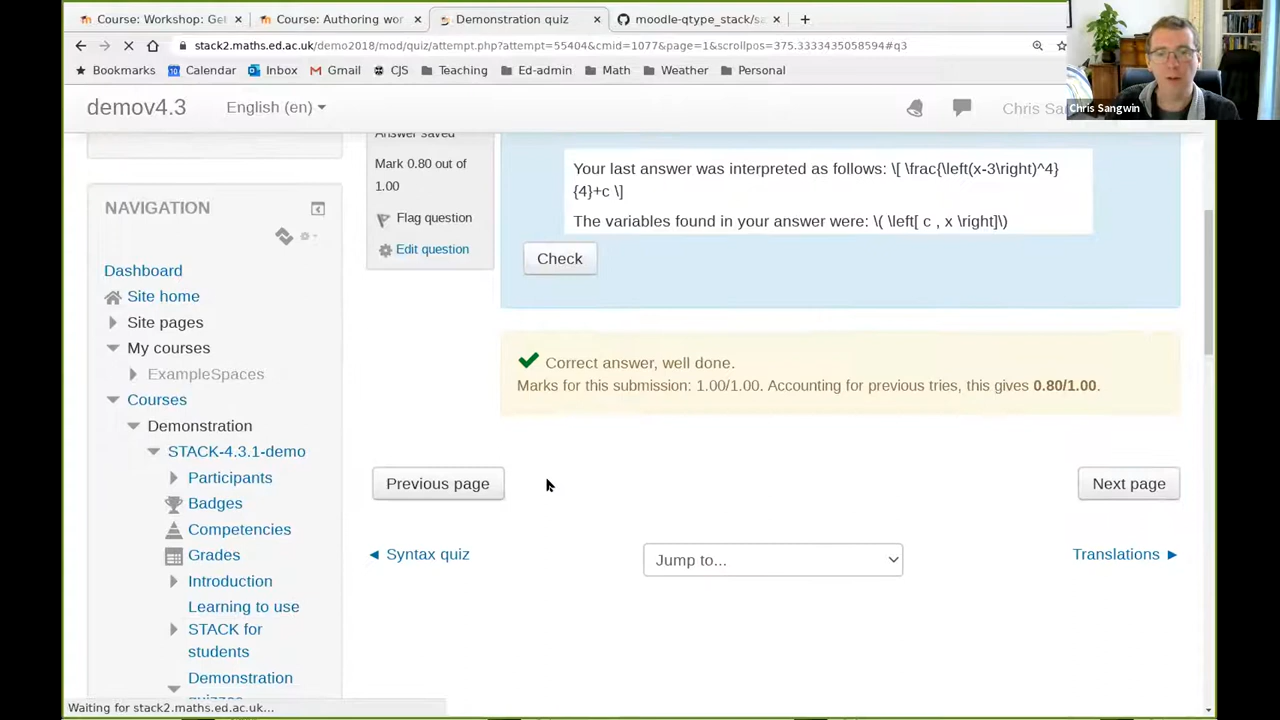 Course: Workshop: Get
Course: Authoring wor
Demonstration quiz
moodle-qtype_stack/sa
stack2.maths.ed.ac.uk/demo2018/mod/quiz/attempt.php?attempt=55404&cmid=1077&page=1&scrollpos=375.3333435058594#q3
Bookmarks Calendar Inbox Gmail CJS Teaching Ed-admin Math Weather Personal
demov4.3 English (en)
Chris Sa
Chris Sangwin
Answer saved
Mark 0.80 out of
1.00
Flag question
Edit question
Your last answer was interpreted as follows: \[ \frac{\left(x-3\right)^4}
{4}+c \]
The variables found in your answer were: \( \left[ c , x \right]\)
Check
Correct answer, well done.
Marks for this submission: 1.00/1.00. Accounting for previous tries, this gives 0.80/1.00.
Previous page
Next page
Syntax quiz
Jump to...
Translations
NAVIGATION
Dashboard
Site home
Site pages
My courses
ExampleSpaces
Courses
Demonstration
STACK-4.3.1-demo
Participants
Badges
Competencies
Grades
Introduction
Learning to use
STACK for
students
Demonstration
quizzes
Waiting for stack2.maths.ed.ac.uk...